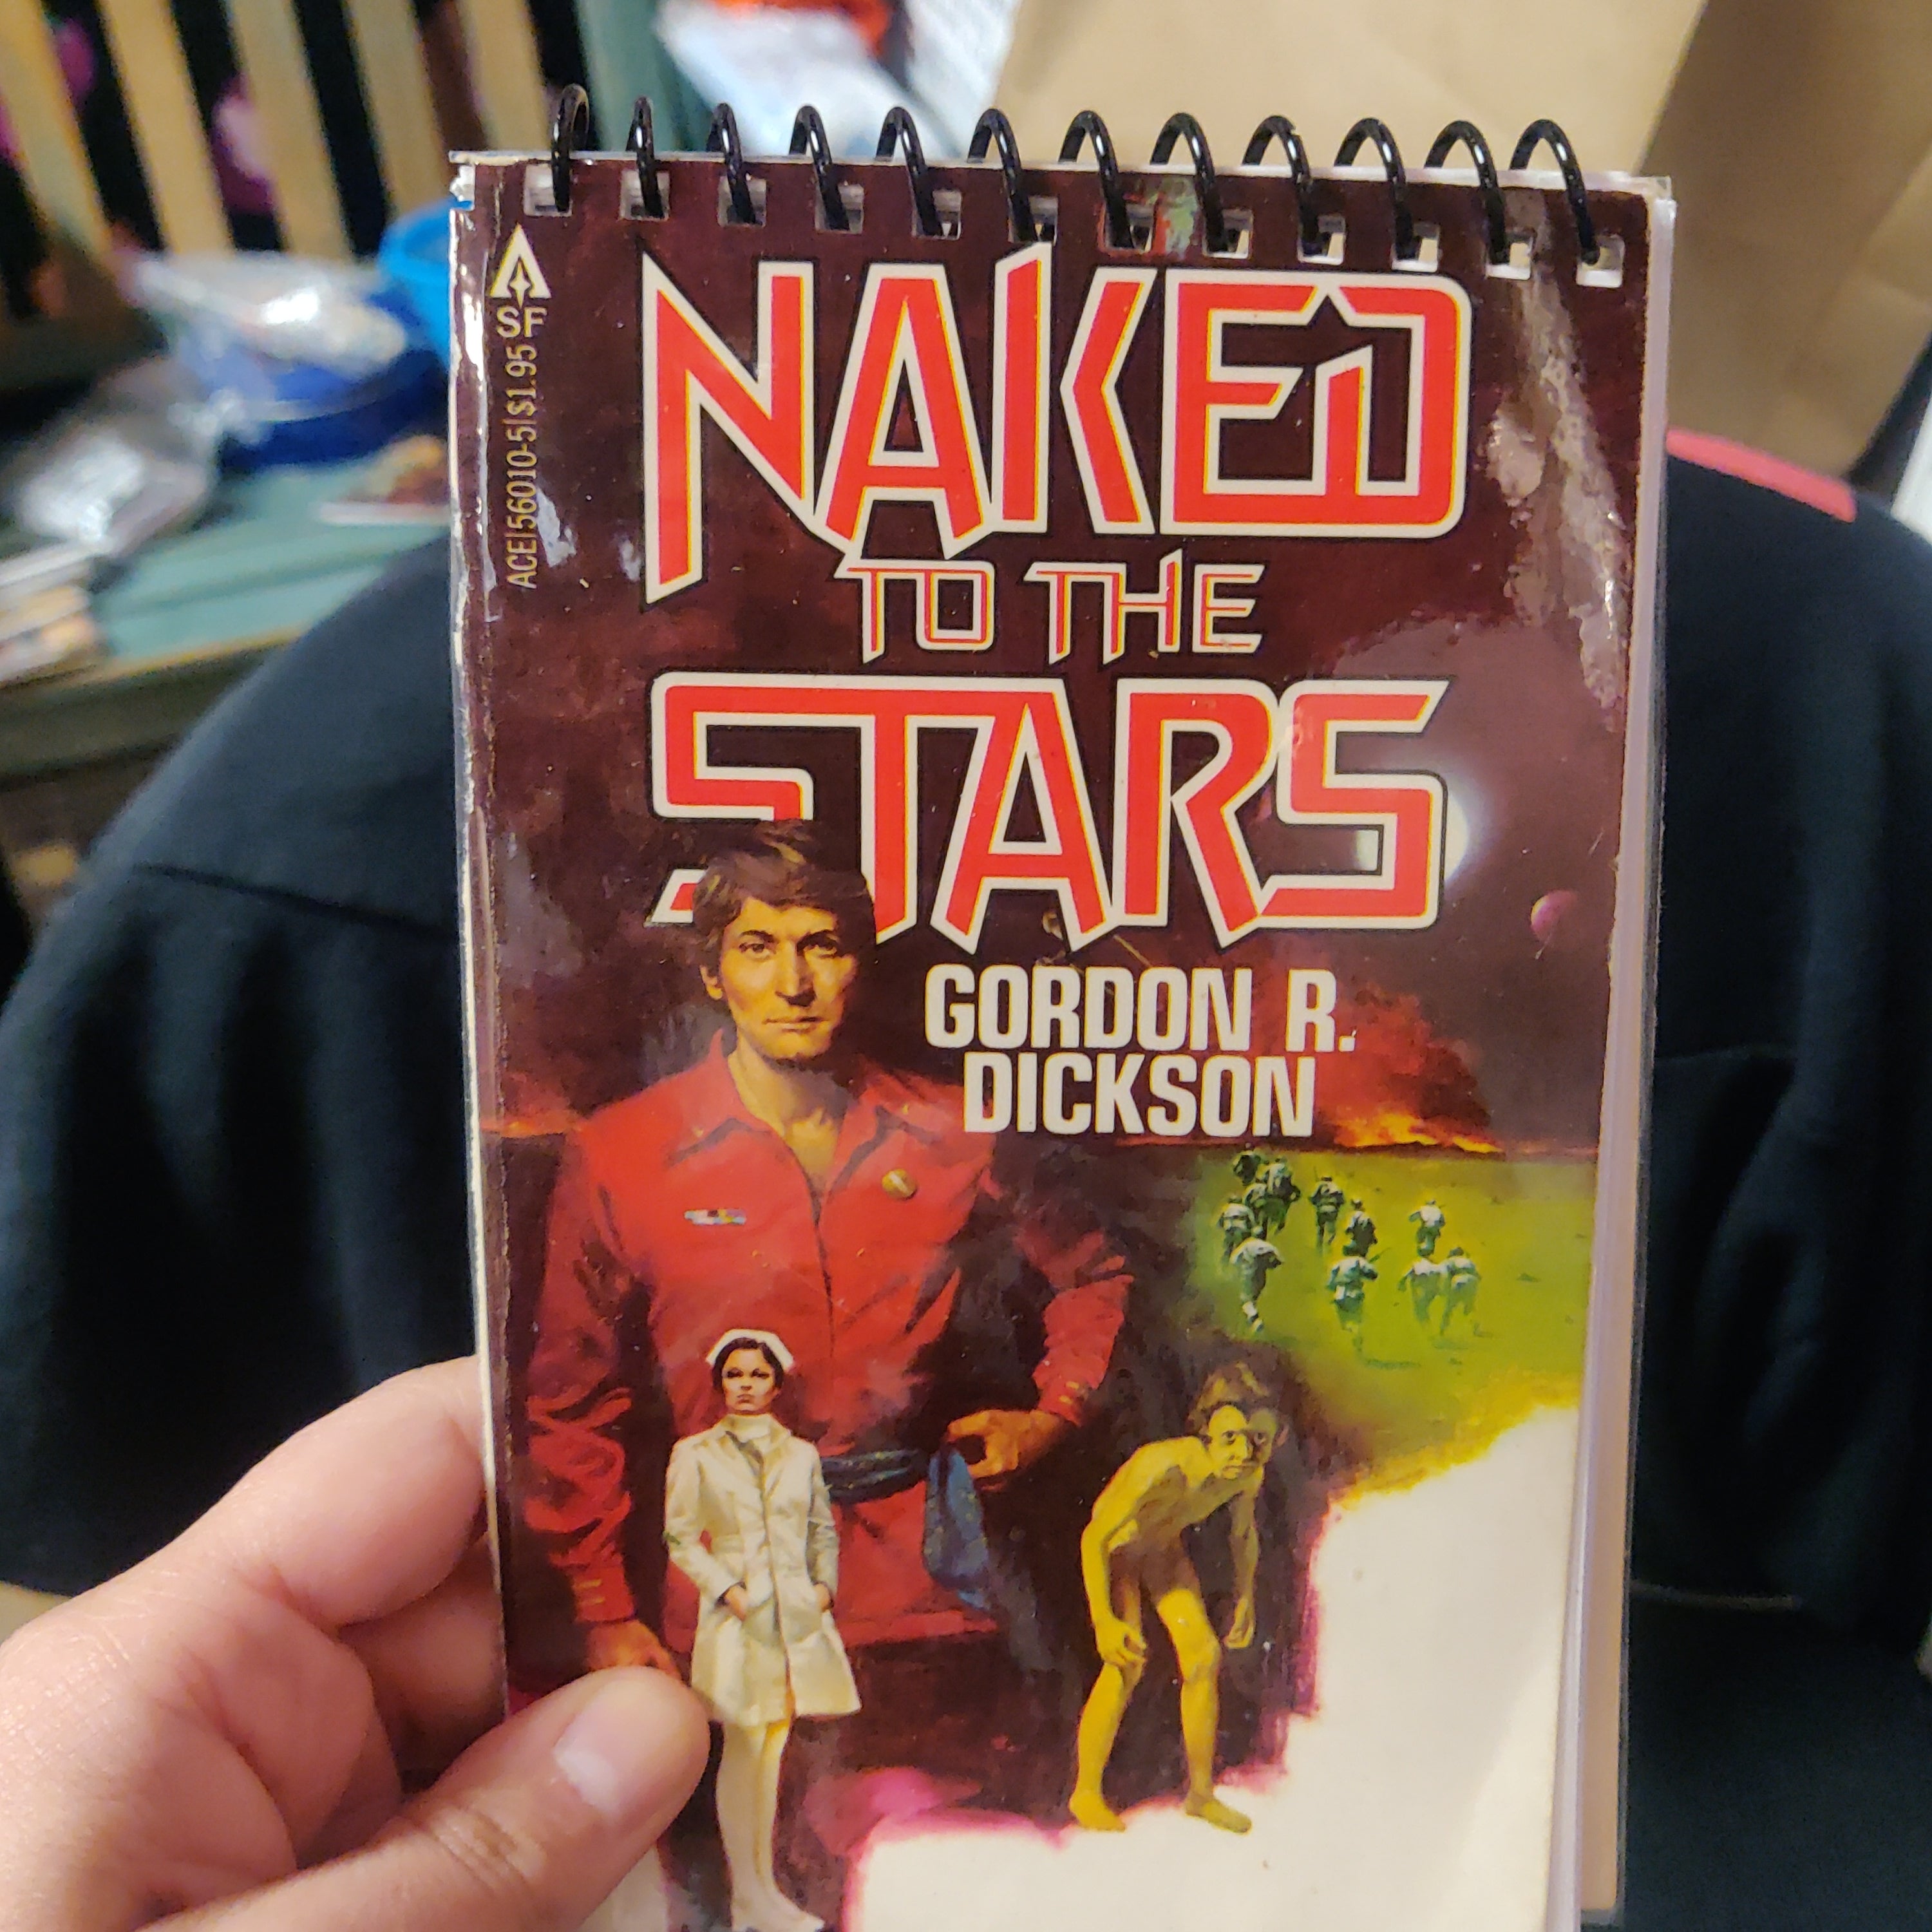 SF
ACE|56010-5|$1.95
NAKED
TO THE
STARS
GORDON R.
DICKSON